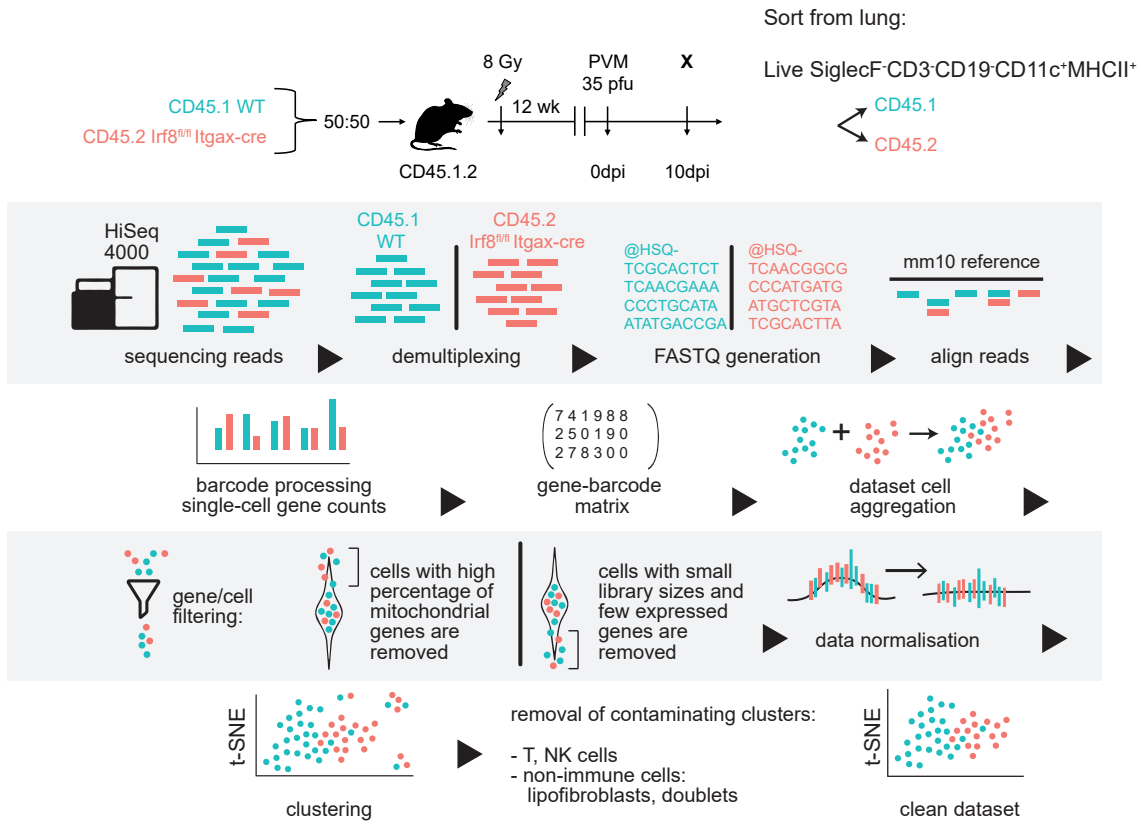 Sort from lung:
8 Gy
PVM
35 pfu
X
Live SiglecF-CD3-CD19-CD11c+MHCII+
CD45.1 WT
CD45.2 Irf8fl/fl Itgax-cre
50:50
12 wk
CD45.1
CD45.2
CD45.1.2
0dpi
10dpi
HiSeq
4000
CD45.1
WT
CD45.2
Irf8fl/fl Itgax-cre
@HSQ-
TCGCACTCT
TCAACGAAA
CCCTGCATA
ATATGACCGA
@HSQ-
TCAACGGCG
CCCATGATG
ATGCTCGTA
TCGCACTTA
mm10 reference
sequencing reads
demultiplexing
FASTQ generation
align reads
7 4 1 9 8 8
2 5 0 1 9 0
2 7 8 3 0 0
barcode processing
single-cell gene counts
gene-barcode
matrix
dataset cell
aggregation
+
gene/cell
filtering:
cells with high
percentage of
mitochondrial
genes are
removed
cells with small
library sizes and
few expressed
genes are
removed
data normalisation
t-SNE
clustering
removal of contaminating clusters:
- T, NK cells
- non-immune cells:
lipofibroblasts, doublets
t-SNE
clean dataset